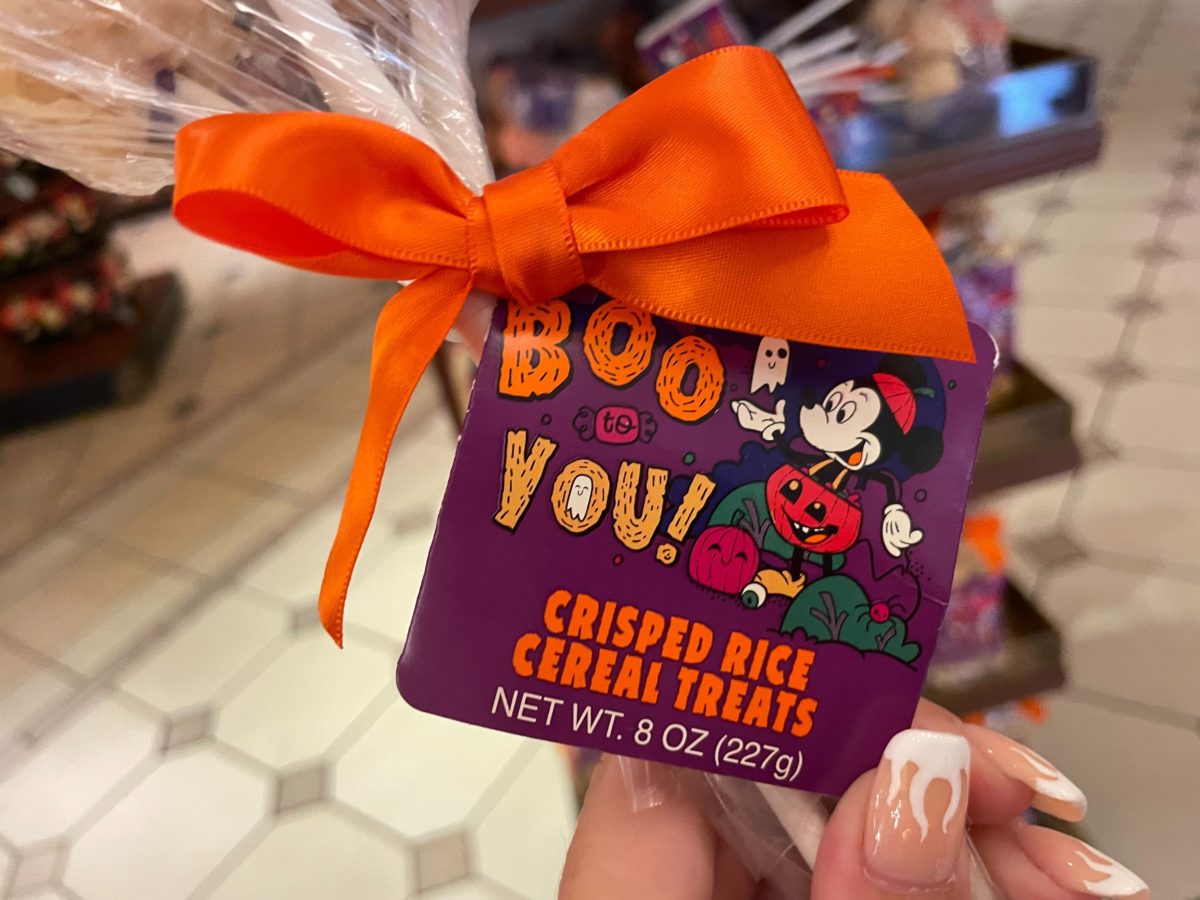 BOO
to
YOU!
CRISPED RICE
CEREAL TREATS
NET WT. 8 OZ (227g)